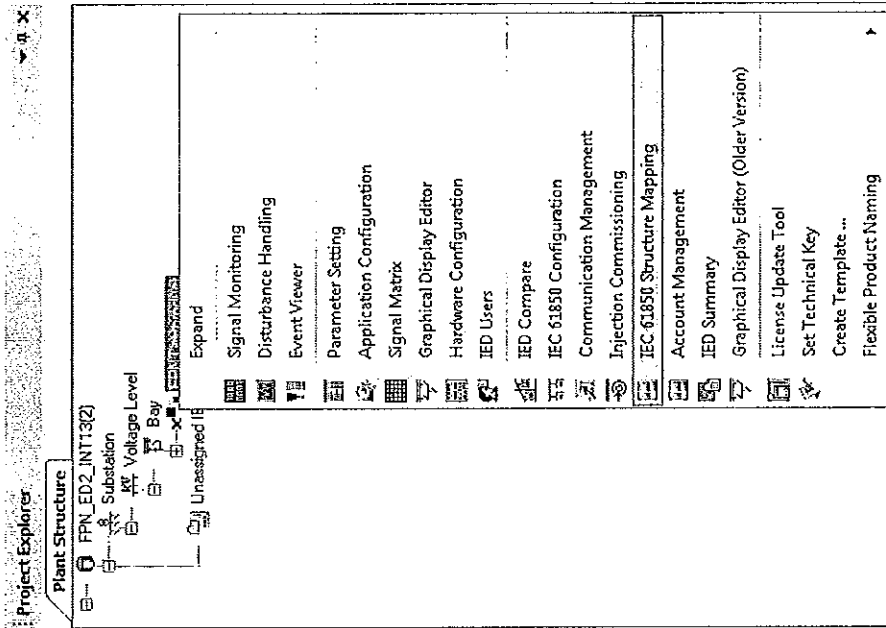 Project Explorer
Plant Structure
FPN_ED2_INT13(2)
Substation
Voltage Level
Bay
Unassigned IE
Expand
Signal Monitoring
Disturbance Handling
Event Viewer
Parameter Setting
Application Configuration
Signal Matrix
Graphical Display Editor
Hardware Configuration
IED Users
IED Compare
IEC 61850 Configuration
Communication Management
Injection Commissioning
IEC 61850 Structure Mapping
Account Management
IED Summary
Graphical Display Editor (Older Version)
License Update Tool
Set Technical Key
Create Template ...
Flexible Product Naming